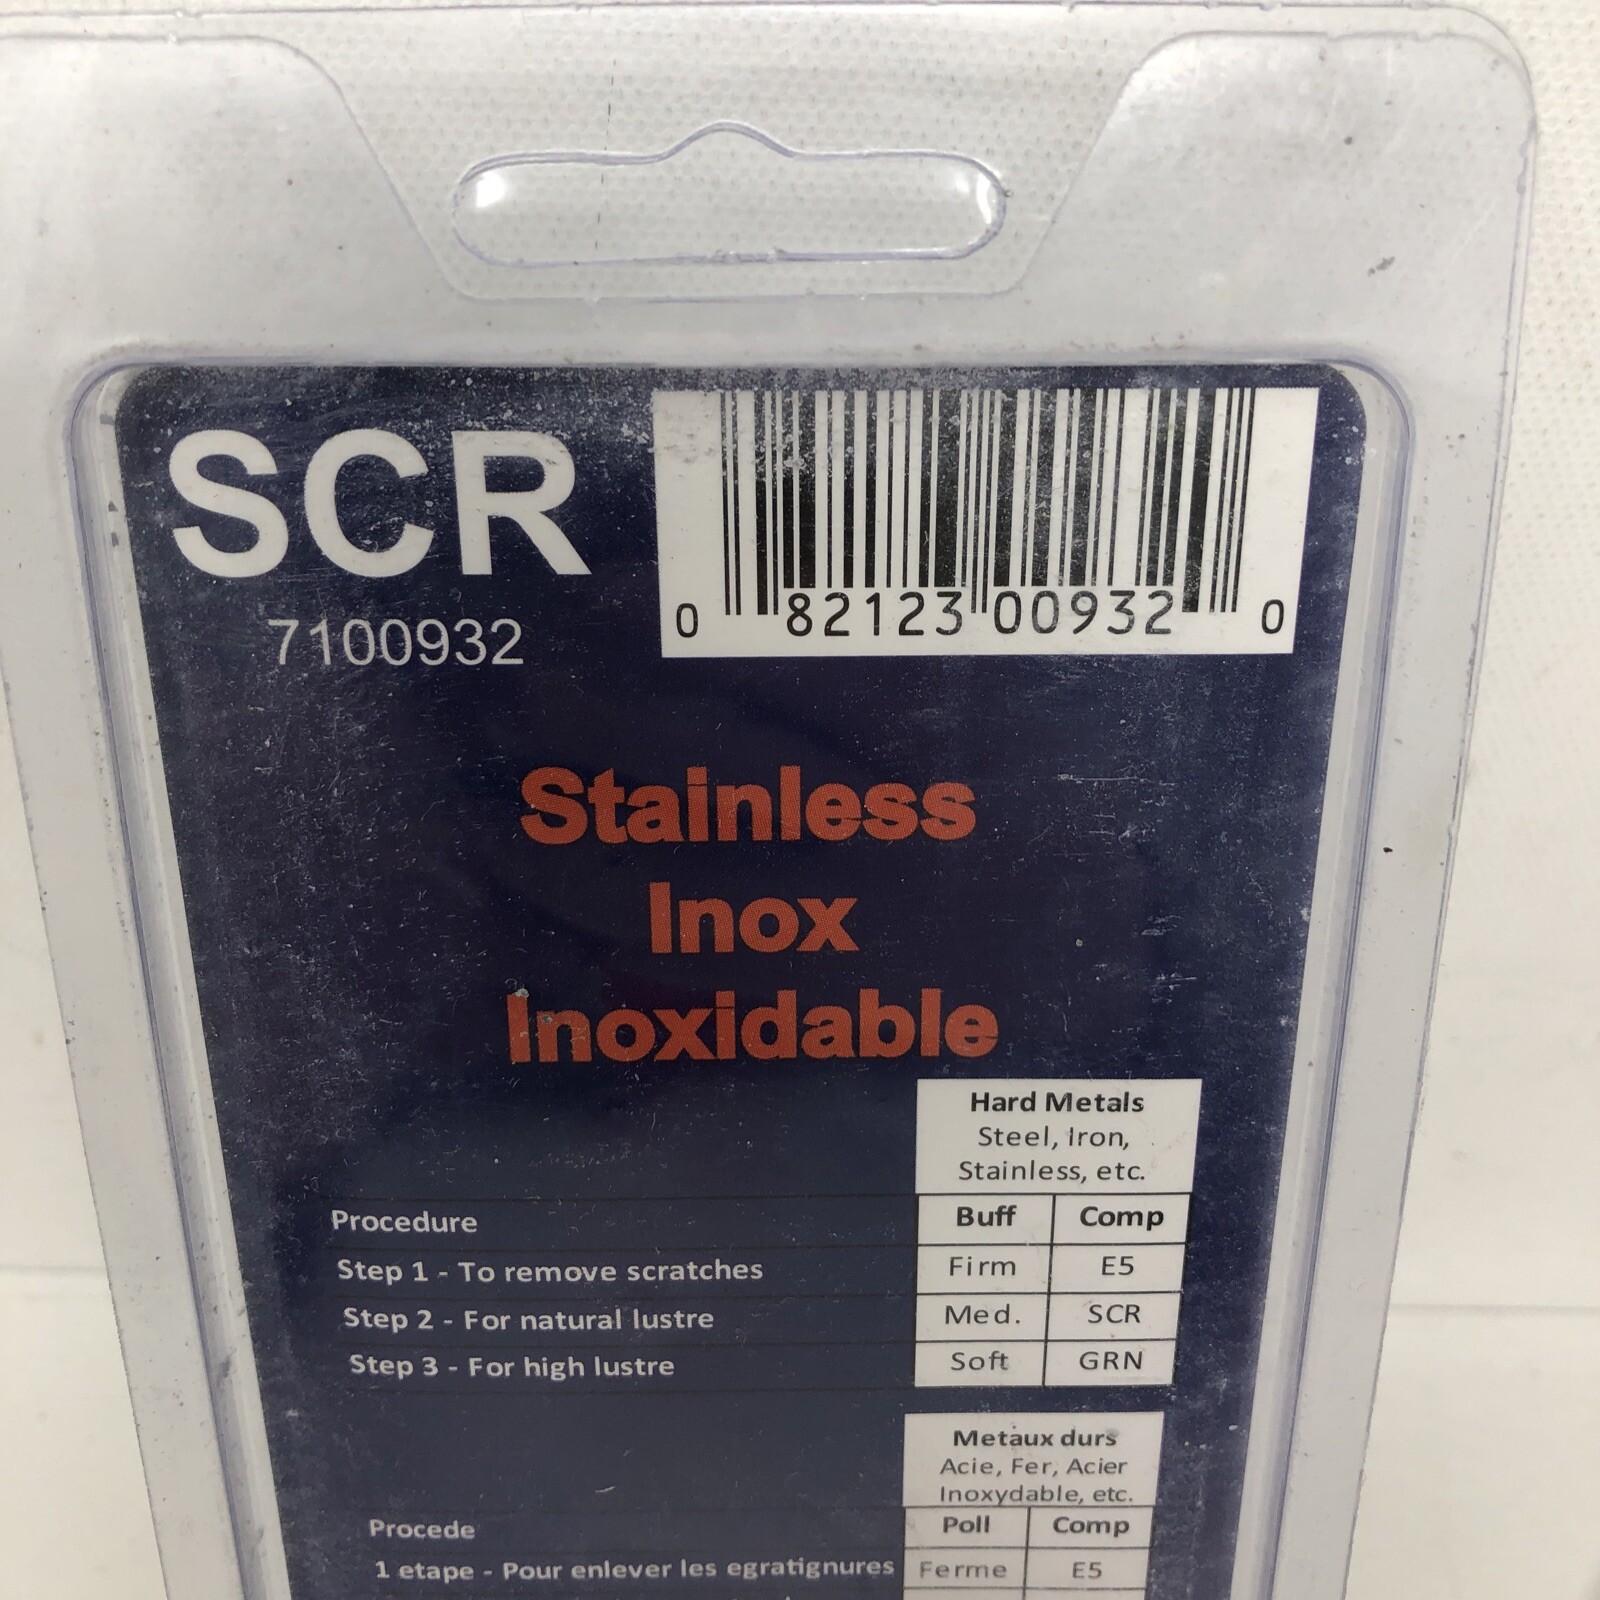 SCR
7100932
0 82123 00932 0
Stainless
Inox
Inoxidable
Hard Metals
Steel, Iron,
Stainless, etc.
Procedure Buff Comp
Step 1 - To remove scratches Firm E5
Step 2 - For natural lustre Med. SCR
Step 3 - For high lustre Soft GRN
Metaux durs
Acie, Fer, Acier
Inoxydable, etc.
Procede Poll Comp
1 etape - Pour enlever les egratignures Ferme E5